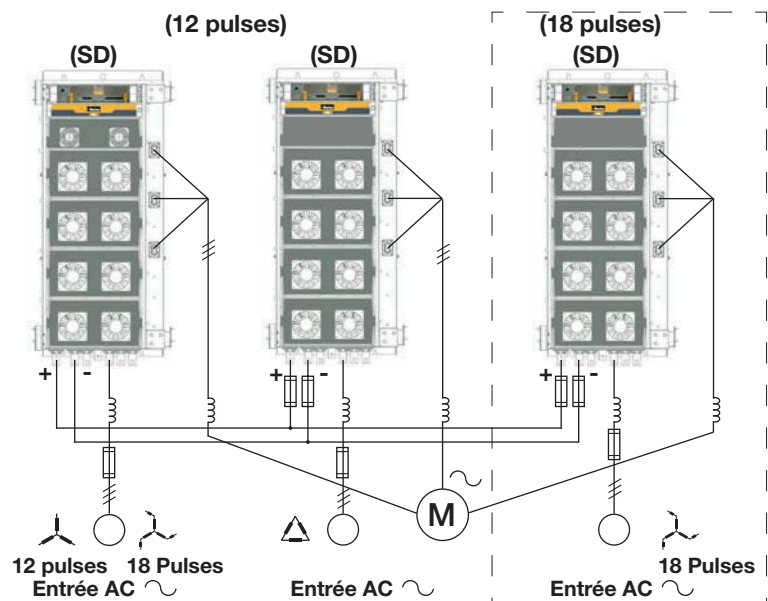 (12 pulses)
(18 pulses)
(SD)
(SD)
(SD)
+ -
+ -
+ -
M
12 pulses
18 Pulses
18 Pulses
Entrée AC
Entrée AC
Entrée AC